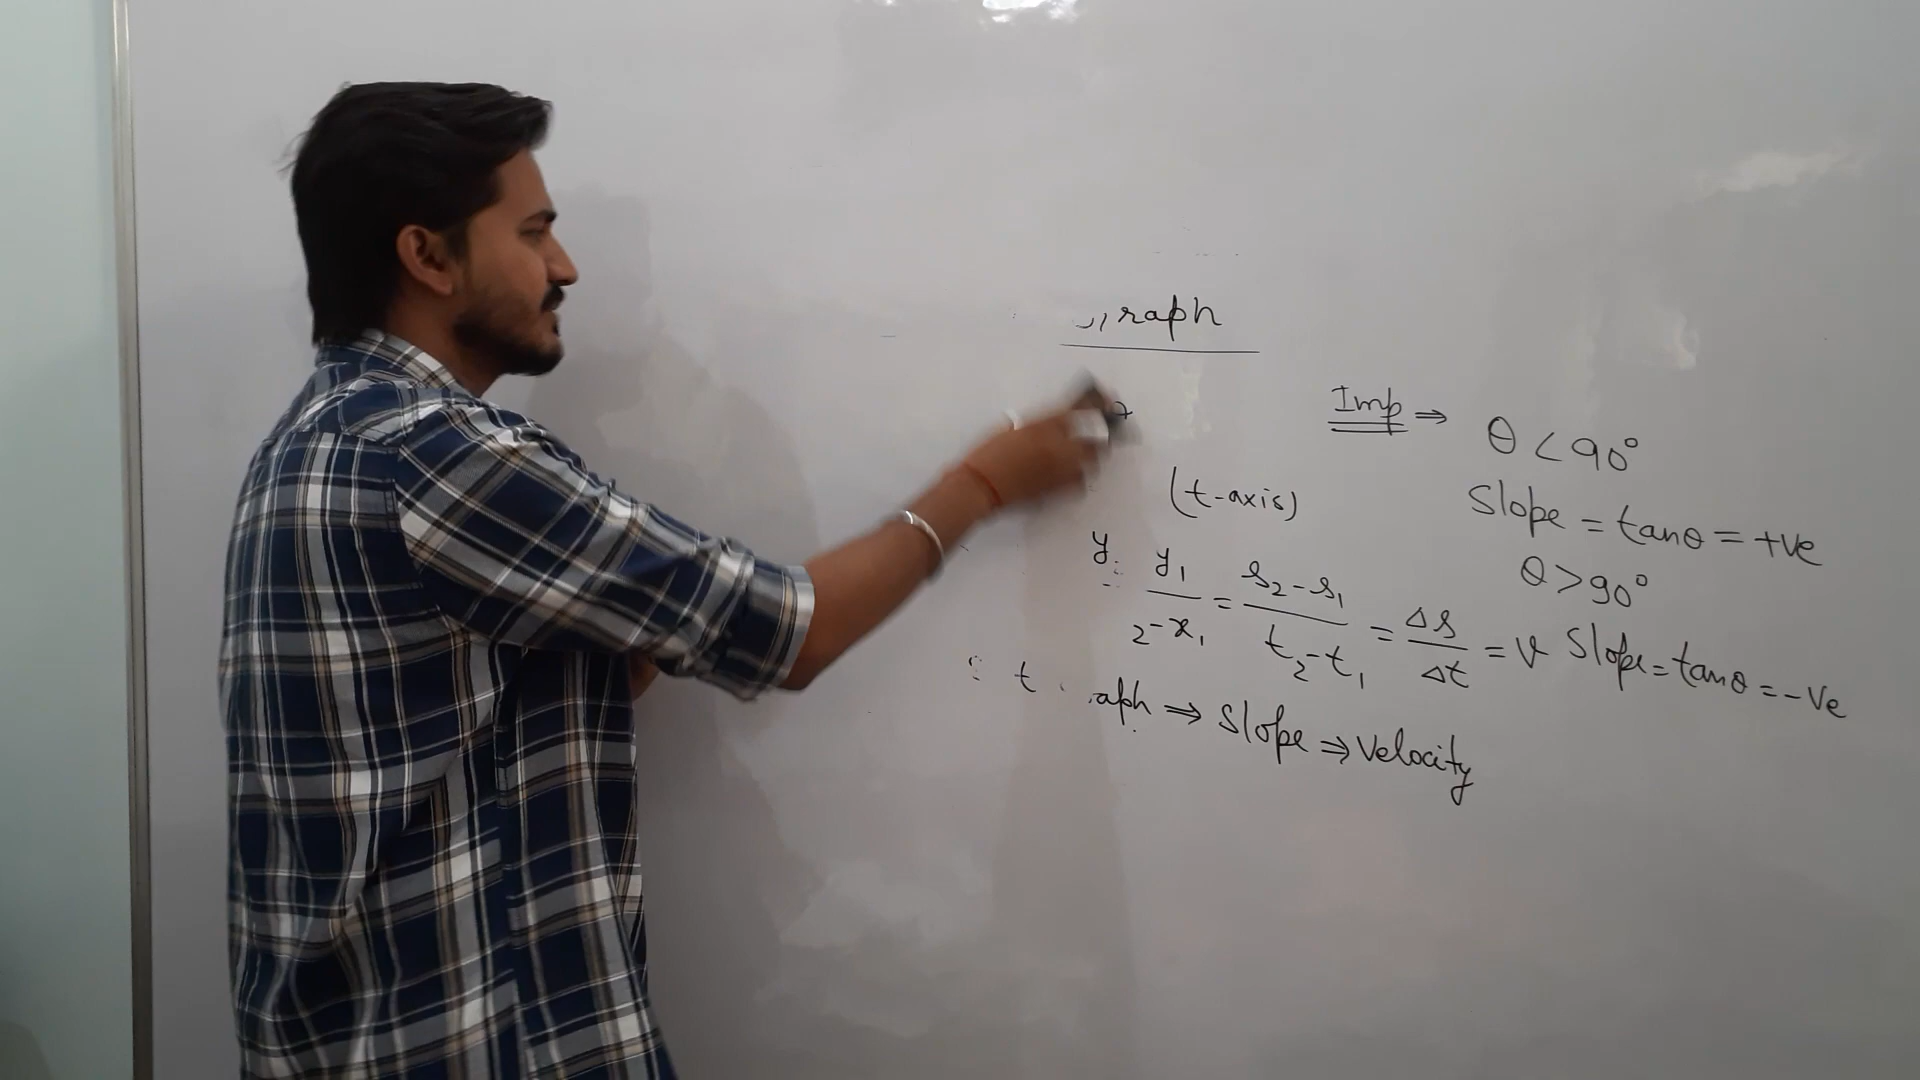 raph
Imp ⇒ θ < 90°
(t-axis)
Slope = tanθ = +ve
θ > 90°
y₁ / ₂-x₁ = s₂-s₁ / t₂-t₁ = Δs / Δt = v
Slope = tanθ = -ve
t aph ⇒ Slope ⇒ Velocity